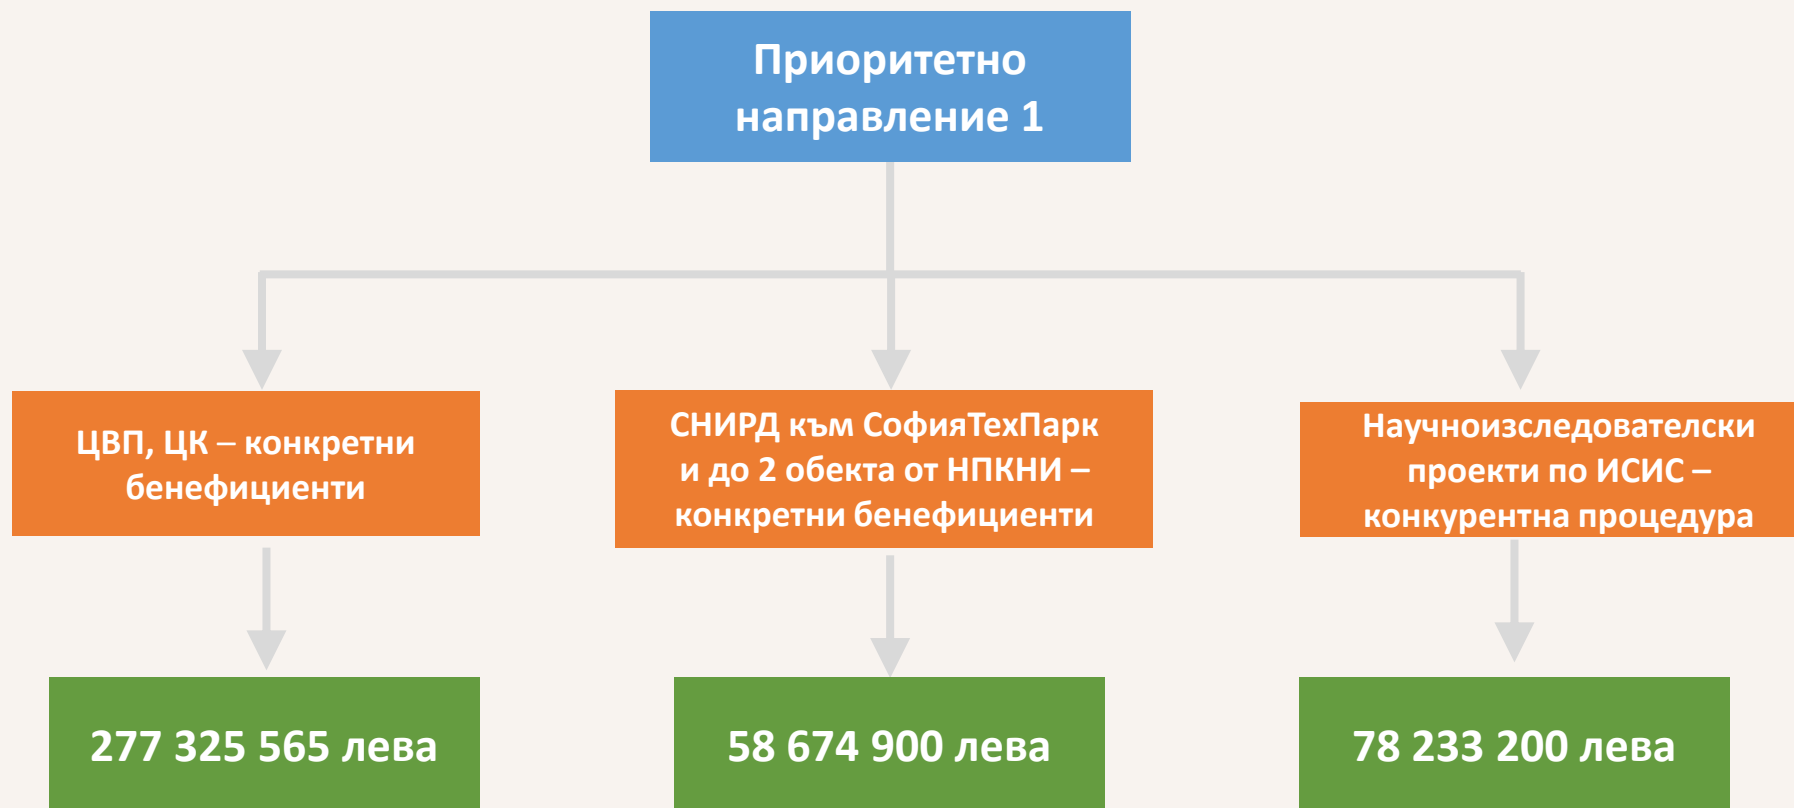 Приоритетно
направление 1
ЦВП, ЦК – конкретни
бенефициенти
СНИРД към СофияТехПарк
и до 2 обекта от НПКНИ –
конкретни бенефициенти
Научноизследователски
проекти по ИСИС –
конкурентна процедура
277 325 565 лева
58 674 900 лева
78 233 200 лева